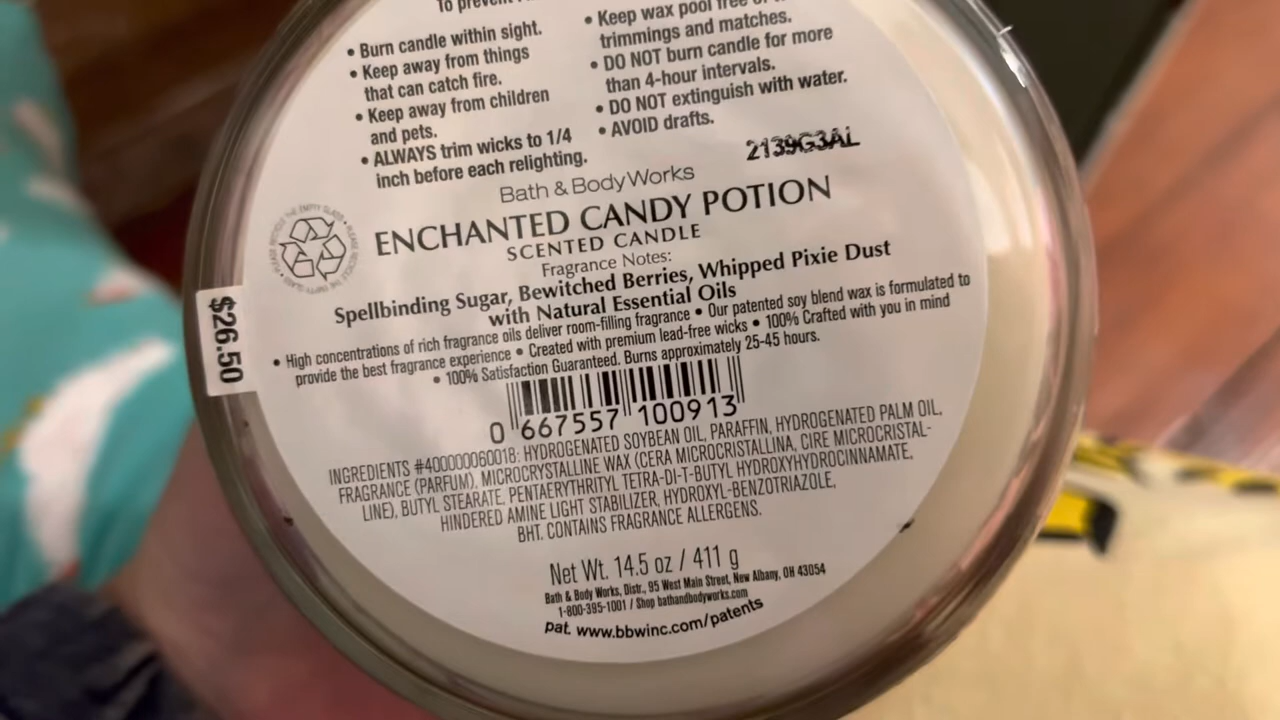 To prevent
• Burn candle within sight.
• Keep away from things
that can catch fire.
• Keep away from children
and pets.
• ALWAYS trim wicks to 1/4
inch before each relighting.
• Keep wax pool free of
trimmings and matches.
• DO NOT burn candle for more
than 4-hour intervals.
• DO NOT extinguish with water.
• AVOID drafts.
2139G3AL
Bath & Body Works
ENCHANTED CANDY POTION
SCENTED CANDLE
Fragrance Notes:
Spellbinding Sugar, Bewitched Berries, Whipped Pixie Dust
with Natural Essential Oils
• High concentrations of rich fragrance oils deliver room-filling fragrance • Our patented soy blend wax is formulated to
provide the best fragrance experience • Created with premium lead-free wicks • 100% Crafted with you in mind
• 100% Satisfaction Guaranteed. Burns approximately 25-45 hours.
$26.50
0 667557 100913
INGREDIENTS #400000060018: HYDROGENATED SOYBEAN OIL, PARAFFIN, HYDROGENATED PALM OIL,
FRAGRANCE (PARFUM), MICROCRYSTALLINE WAX (CERA MICROCRISTALLINA, CIRE MICROCRISTAL-
LINE), BUTYL STEARATE, PENTAERYTHRITYL TETRA-DI-T-BUTYL HYDROXYHYDROCINNAMATE,
HINDERED AMINE LIGHT STABILIZER, HYDROXYL-BENZOTRIAZOLE,
BHT. CONTAINS FRAGRANCE ALLERGENS.
Net Wt. 14.5 oz / 411 g
Bath & Body Works, Distr., 95 West Main Street, New Albany, OH 43054
1-800-395-1001 / Shop bathandbodyworks.com
pat. www.bbwinc.com/patents